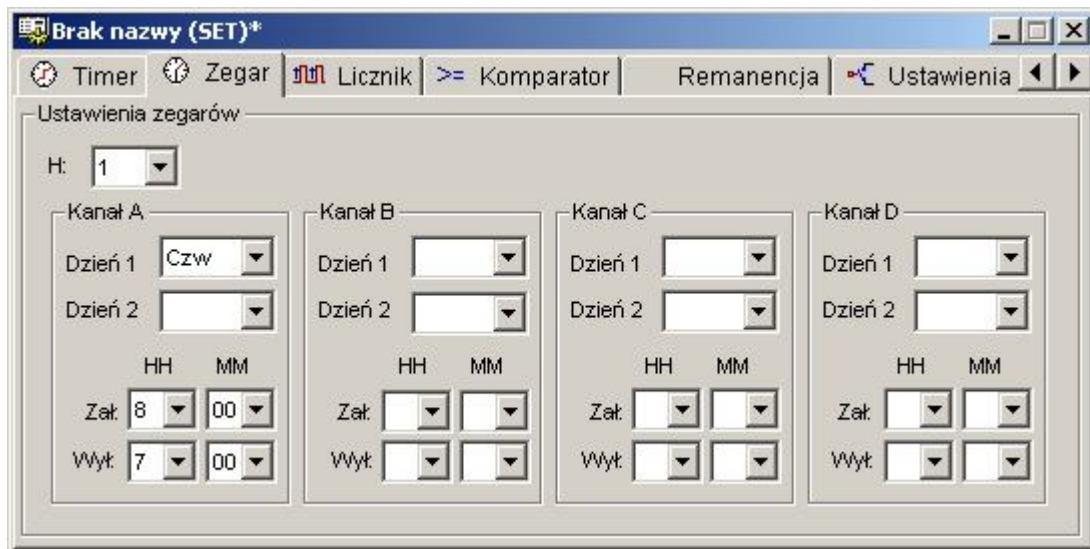 Brak nazwy (SET)*
Timer Zegar Licznik >= Komparator Remanencja Ustawienia
Ustawienia zegarów
H: 1
Kanał A Kanał B Kanał C Kanał D
Dzień 1 Czw Dzień 1 Dzień 1 Dzień 1
Dzień 2 Dzień 2 Dzień 2 Dzień 2
HH MM HH MM HH MM HH MM
Zał: 8 00 Zał: Zał: Zał:
Wył: 7 00 Wył: Wył: Wył: